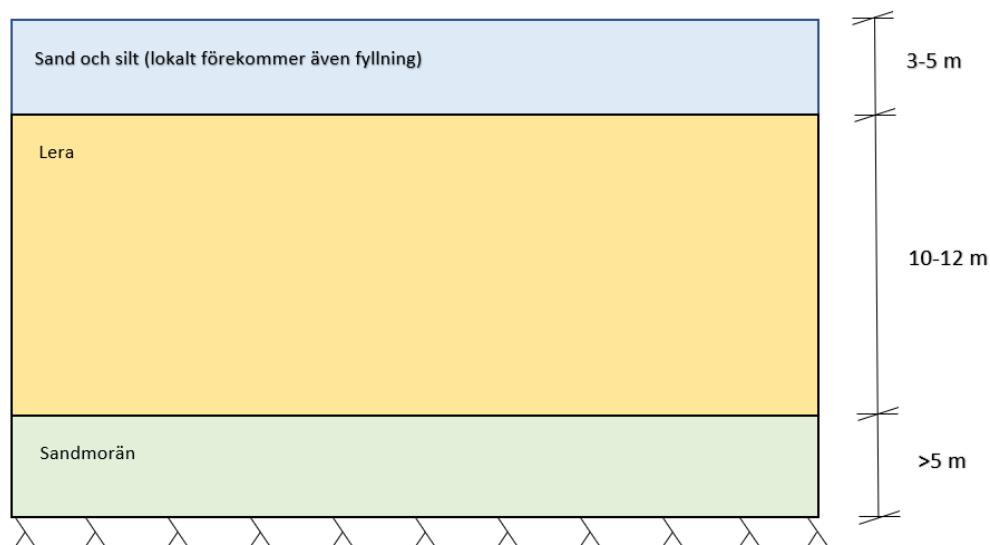 Sand och silt (lokalt förekommer även fyllning)
3-5 m
Lera
10-12 m
Sandmorän
>5 m